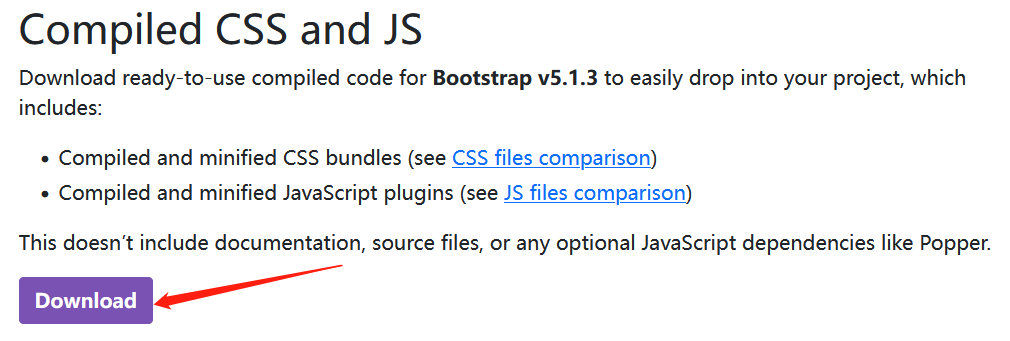 Compiled CSS and JS
Download ready-to-use compiled code for Bootstrap v5.1.3 to easily drop into your project, which
includes:
• Compiled and minified CSS bundles (see CSS files comparison)
• Compiled and minified JavaScript plugins (see JS files comparison)
This doesn’t include documentation, source files, or any optional JavaScript dependencies like Popper.
Download